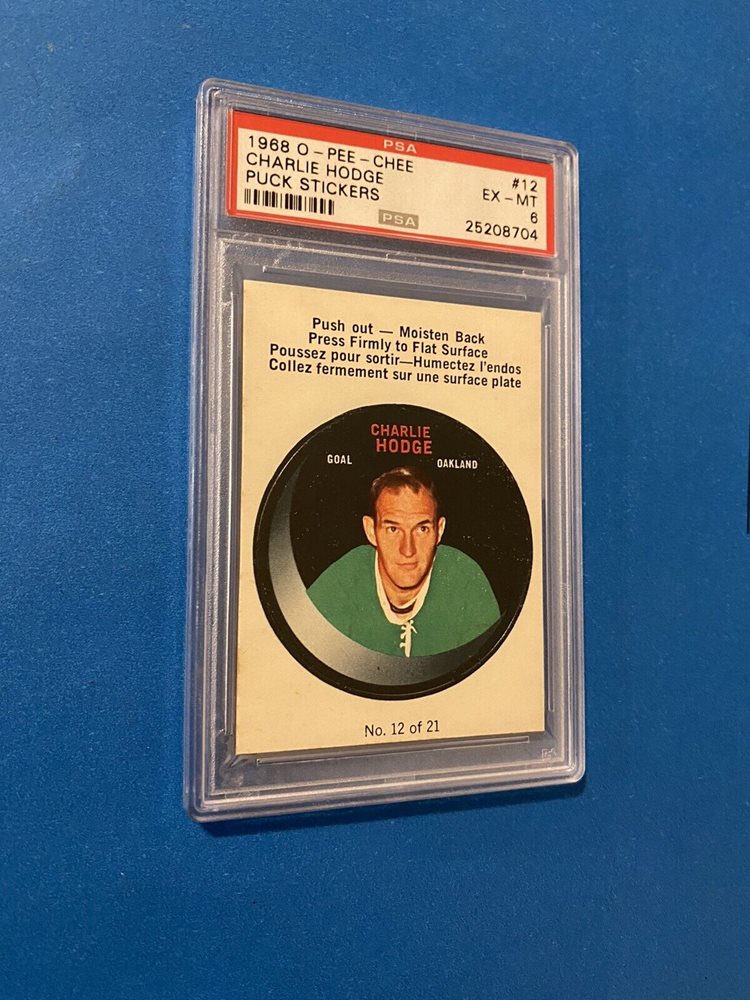 PSA
1968 O-PEE-CHEE
CHARLIE HODGE
PUCK STICKERS
#12
EX-MT
6
25208704
PSA
Push out — Moisten Back
Press Firmly to Flat Surface
Poussez pour sortir—Humectez l'endos
Collez fermement sur une surface plate
CHARLIE
HODGE
GOAL
OAKLAND
No. 12 of 21